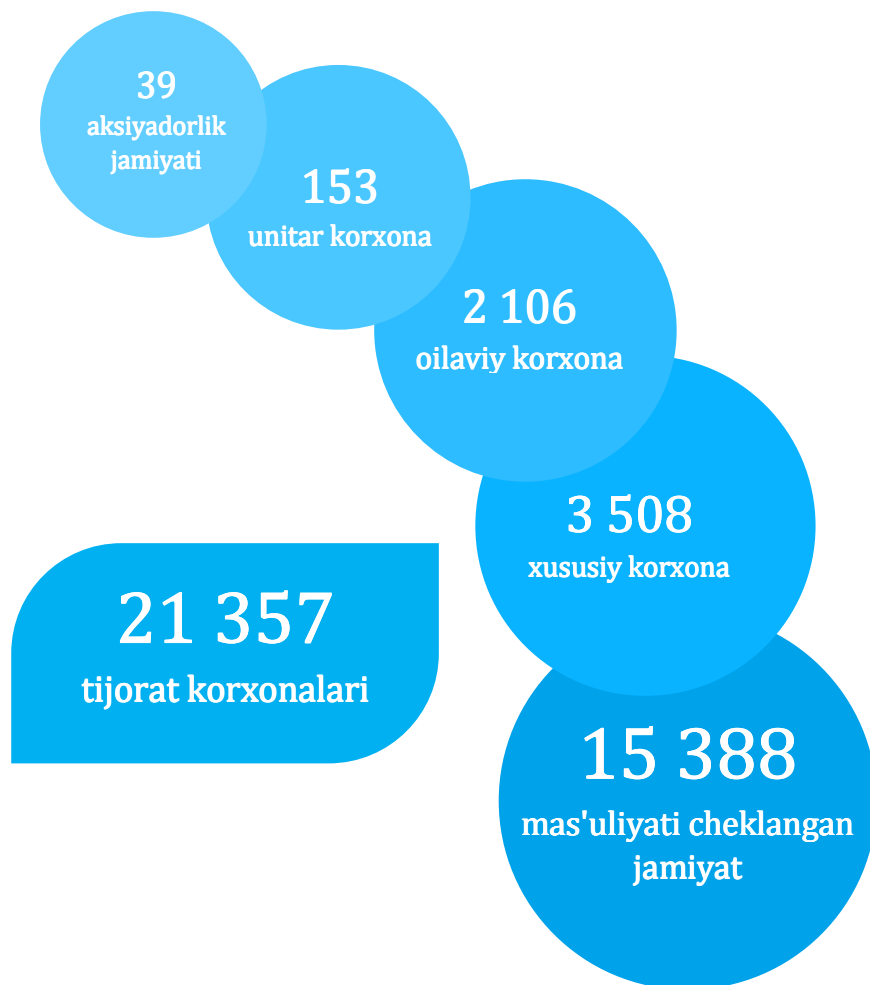 39
aksiyadorlik
jamiyati
153
unitar korxona
2 106
oilaviy korxona
3 508
xususiy korxona
21 357
tijorat korxonalari
15 388
mas'uliyati cheklangan
jamiyat